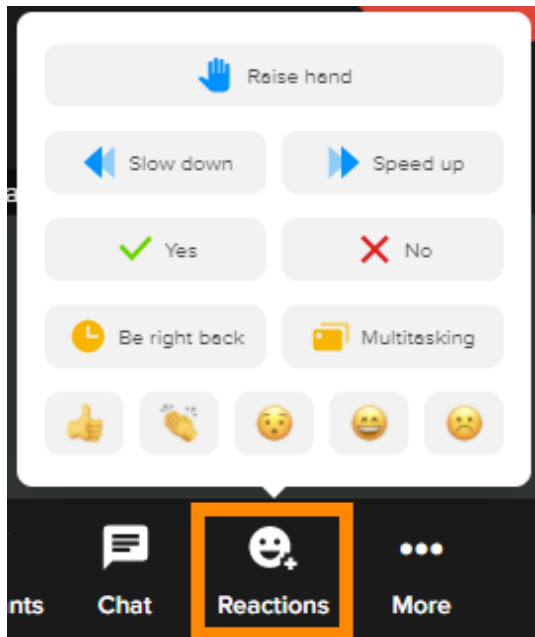 Raise hand
Slow down
Speed up
Yes
No
Be right back
Multitasking
nts
Chat
Reactions
More